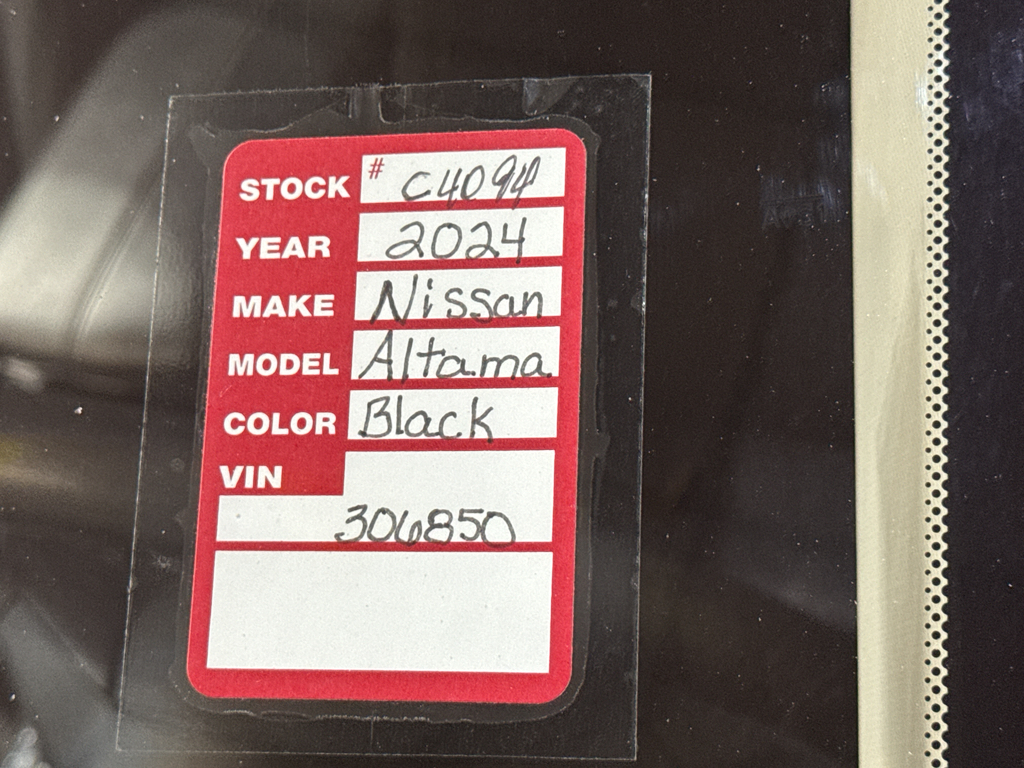 STOCK # C4094
YEAR 2024
MAKE Nissan
MODEL Altama
COLOR Black
VIN
306850